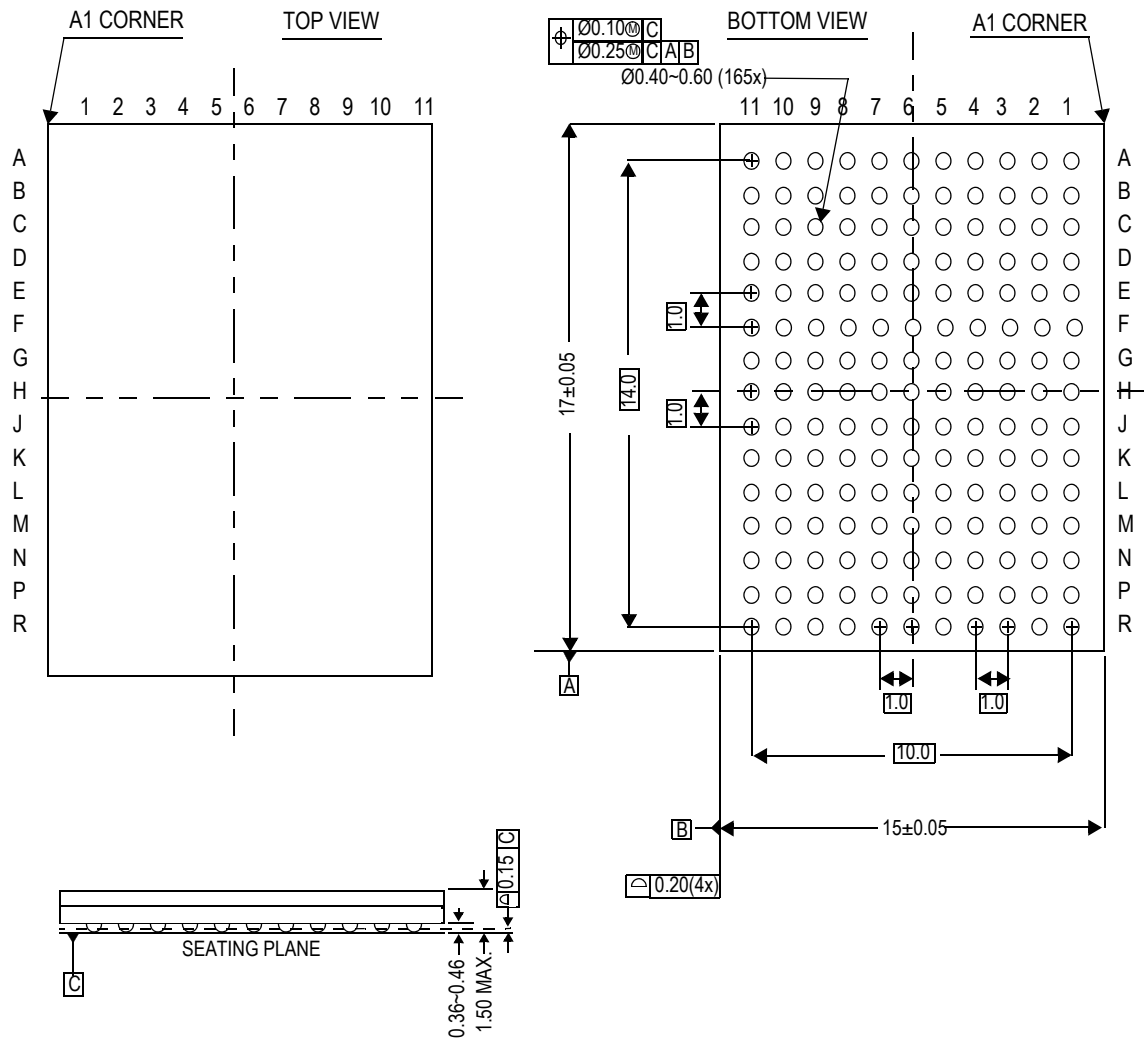 A1 CORNER
TOP VIEW
1 2 3 4 5 6 7 8 9 10 11
A
B
C
D
E
F
G
H
J
K
L
M
N
P
R
Ø0.10Ⓜ C
Ø0.25Ⓜ C A B
Ø0.40~0.60 (165x)
BOTTOM VIEW
A1 CORNER
11 10 9 8 7 6 5 4 3 2 1
A
B
C
D
E
F
G
H
J
K
L
M
N
P
R
17±0.05
14.0
1.0
1.0
A
1.0
1.0
10.0
B
15±0.05
0.20(4x)
0.15 C
SEATING PLANE
C
0.36~0.46
1.50 MAX.